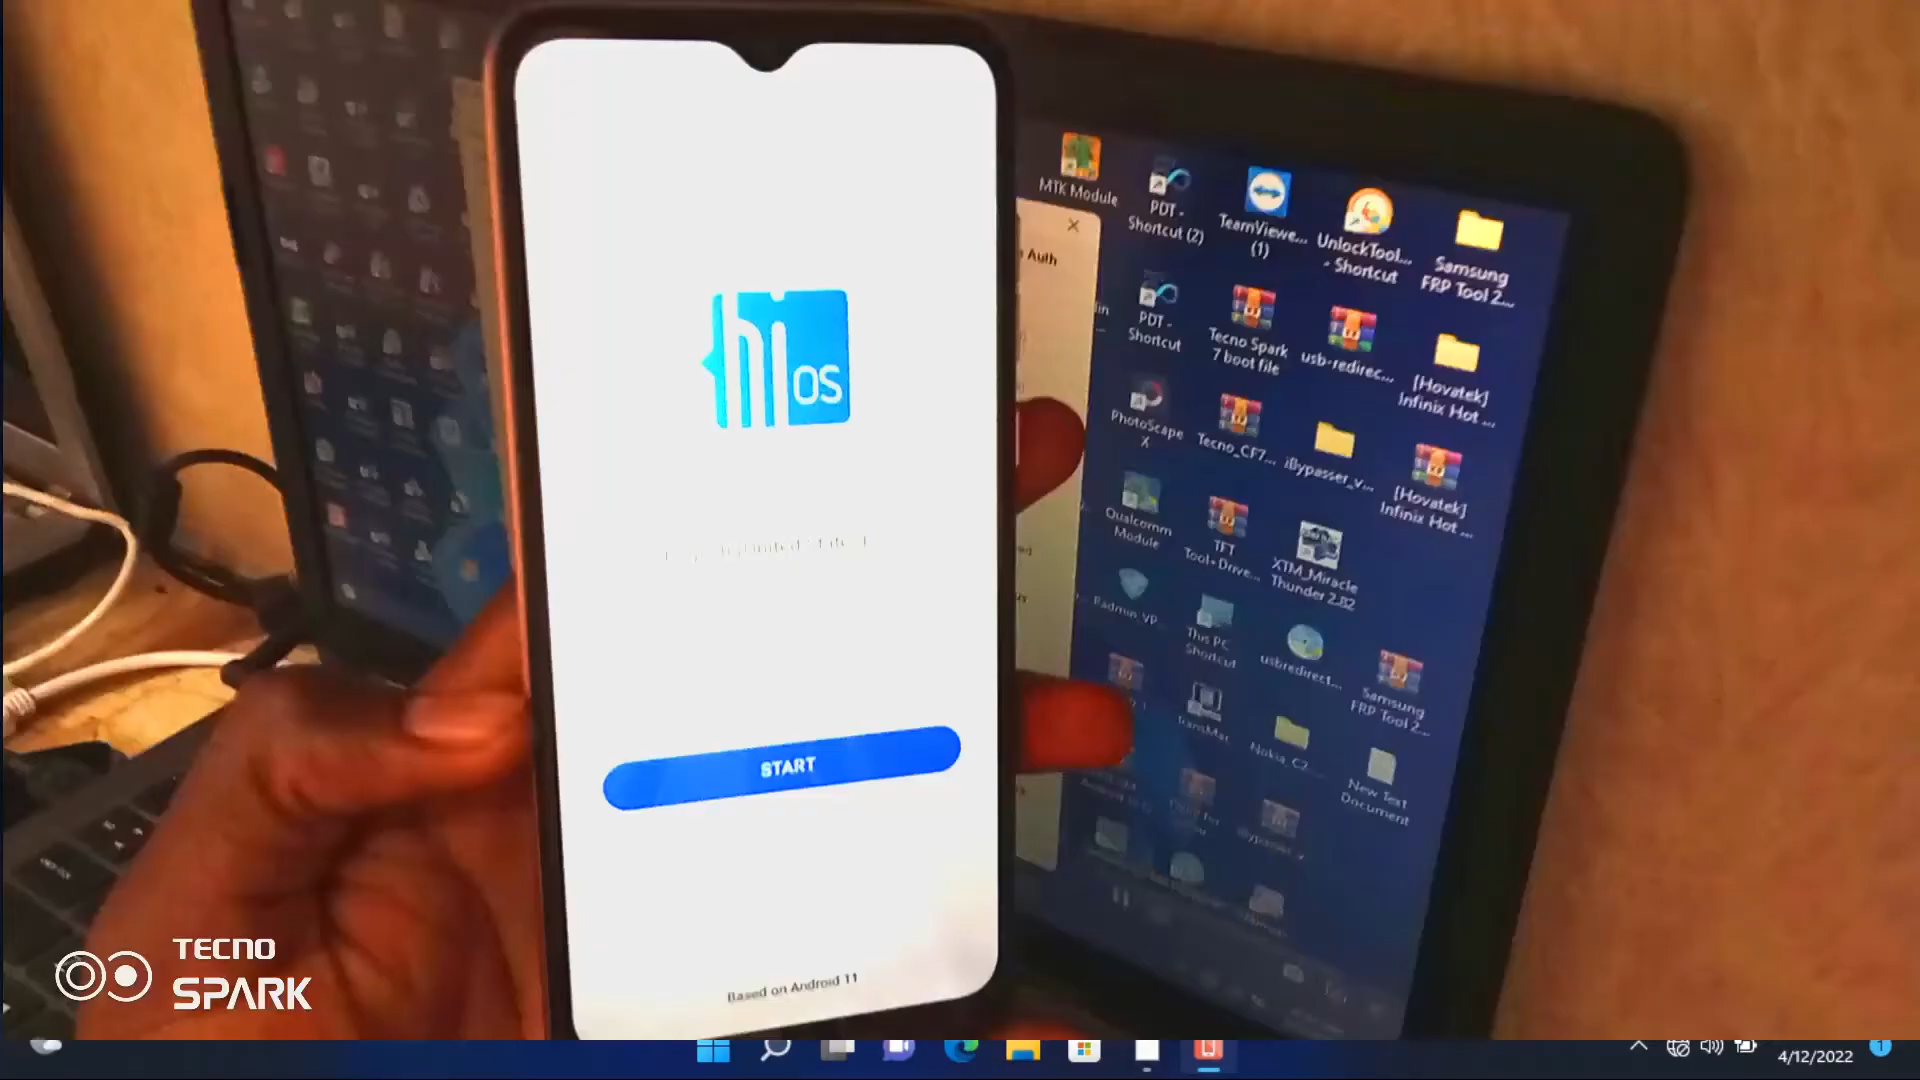 hi
OS
START
Based on Android 11
MTK Module
PDT -
Shortcut (2)
TeamViewe...
(1)
UnlockTool...
- Shortcut
Samsung
FRP Tool 2...
Auth
PDT -
Shortcut
Tecno Spark
7 boot file
usb-redirec...
[Hovatek]
Infinix Hot ...
PhotoScape
X
Tecno_CF7...
iBypasser_v...
[Hovatek]
Infinix Hot ...
Qualcomm
Module
TFT
Tool+Drive...
XTM_Miracle
Thunder 2.82
Radmin_VP...
This PC
Shortcut
usbredirect...
Samsung
FRP Tool 2...
TransMac
Nokia_C2...
New Text
Document
TECNO
SPARK
4/12/2022
1